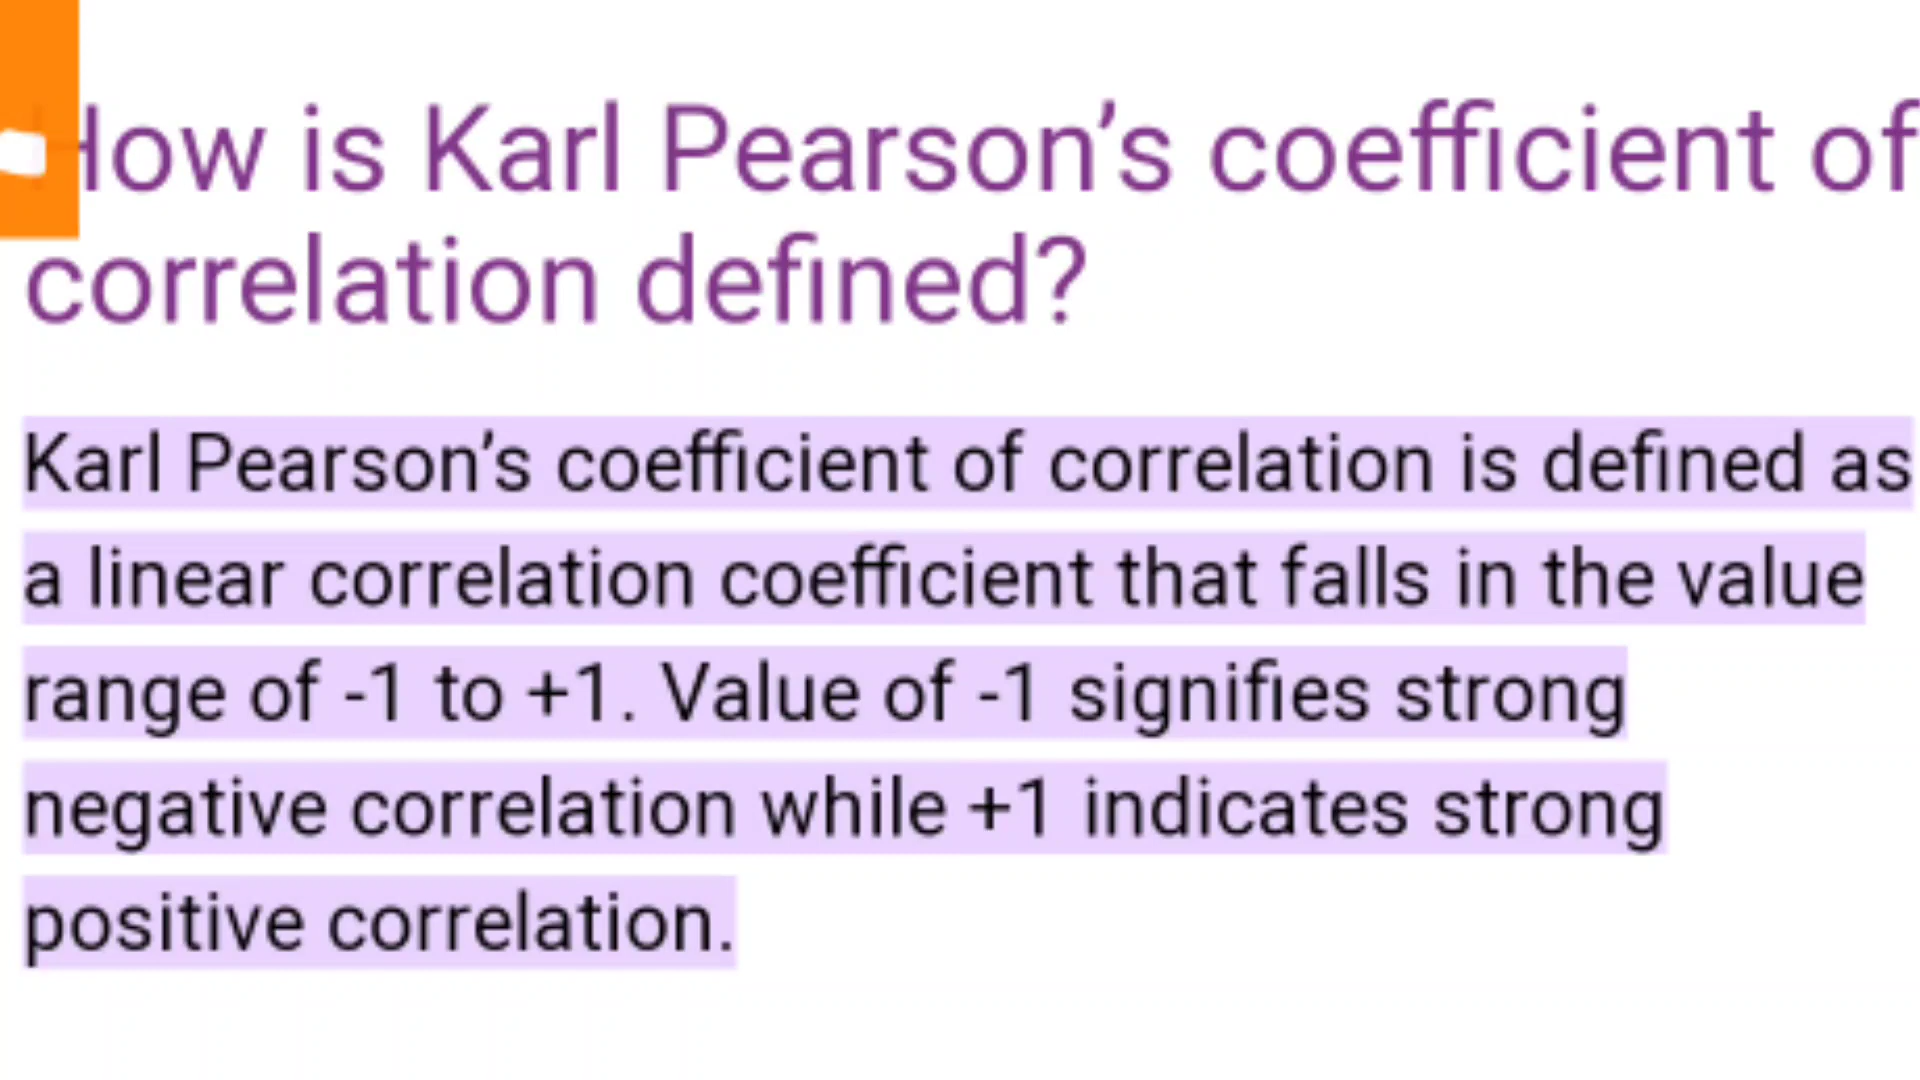 How is Karl Pearson’s coefficient of
correlation defined?
Karl Pearson’s coefficient of correlation is defined as
a linear correlation coefficient that falls in the value
range of -1 to +1. Value of -1 signifies strong
negative correlation while +1 indicates strong
positive correlation.